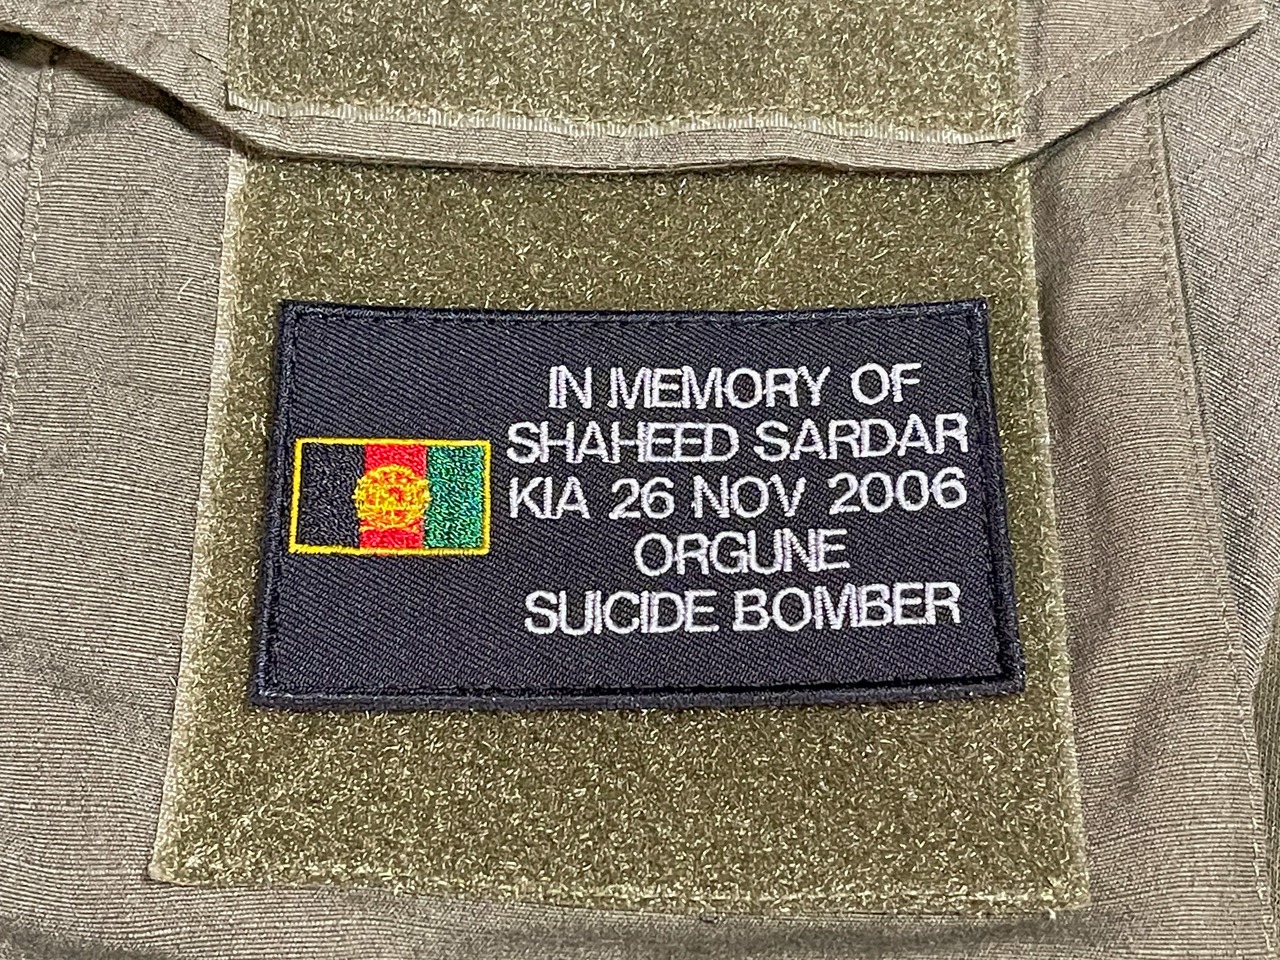 IN MEMORY OF
SHAHEED SARDAR
KIA 26 NOV 2006
ORGUNE
SUICIDE BOMBER